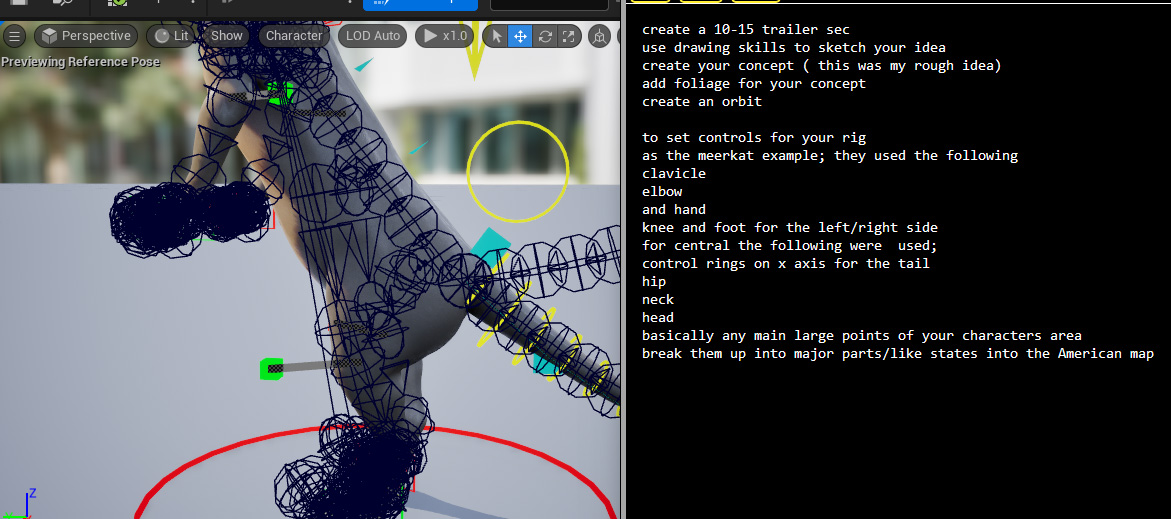 Perspective Lit Show Character LOD Auto x1.0
Previewing Reference Pose
Z
create a 10-15 trailer sec
use drawing skills to sketch your idea
create your concept ( this was my rough idea)
add foliage for your concept
create an orbit
to set controls for your rig
as the meerkat example; they used the following
clavicle
elbow
and hand
knee and foot for the left/right side
for central the following were  used;
control rings on x axis for the tail
hip
neck
head
basically any main large points of your characters area
break them up into major parts/like states into the American map